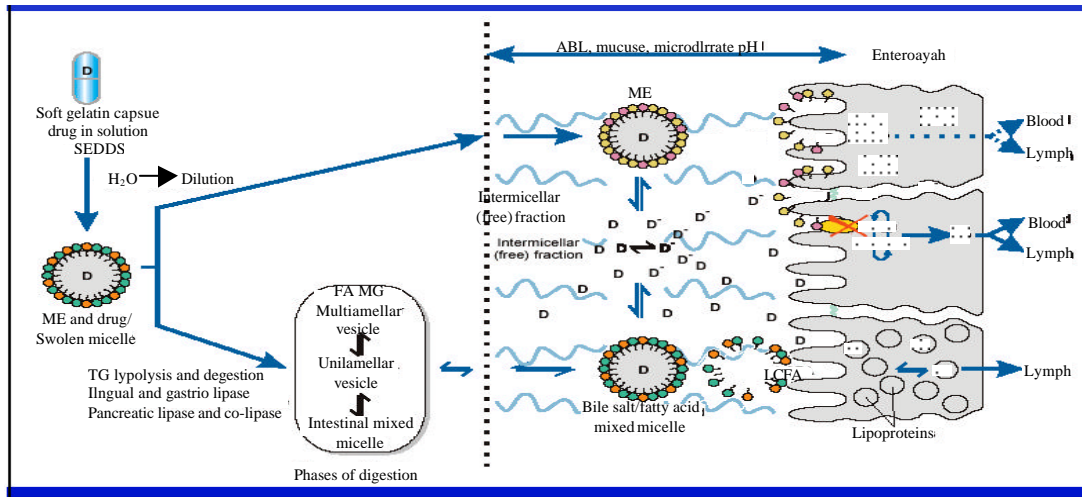 D
Soft gelatin capsue
drug in solution
SEDDS
H₂O
Dilution
D
ME and drug/
Swolen micelle
TG lypolysis and degestion
lIngual and gastrio lipase
Pancreatic lipase and co-lipase
FA MG
Multiamellar
vesicle
Unilamellar
vesicle
Intestinal mixed
micelle
Phases of digestion
ABL, mucuse, microdlrrate pH
Enteroayah
ME
D
Intermicellar
(free) fraction
Intermicellar
(free) fraction
D D⁻
D D D⁻
D⁻ D D⁻
D D⁻ D⁻
D D D⁻ D
D D D
D D
D
Bile salt/fatty acid
mixed micelle
LCFA
D
Blood
Lymph
Blood
Lymph
Lymph
Lipoproteins